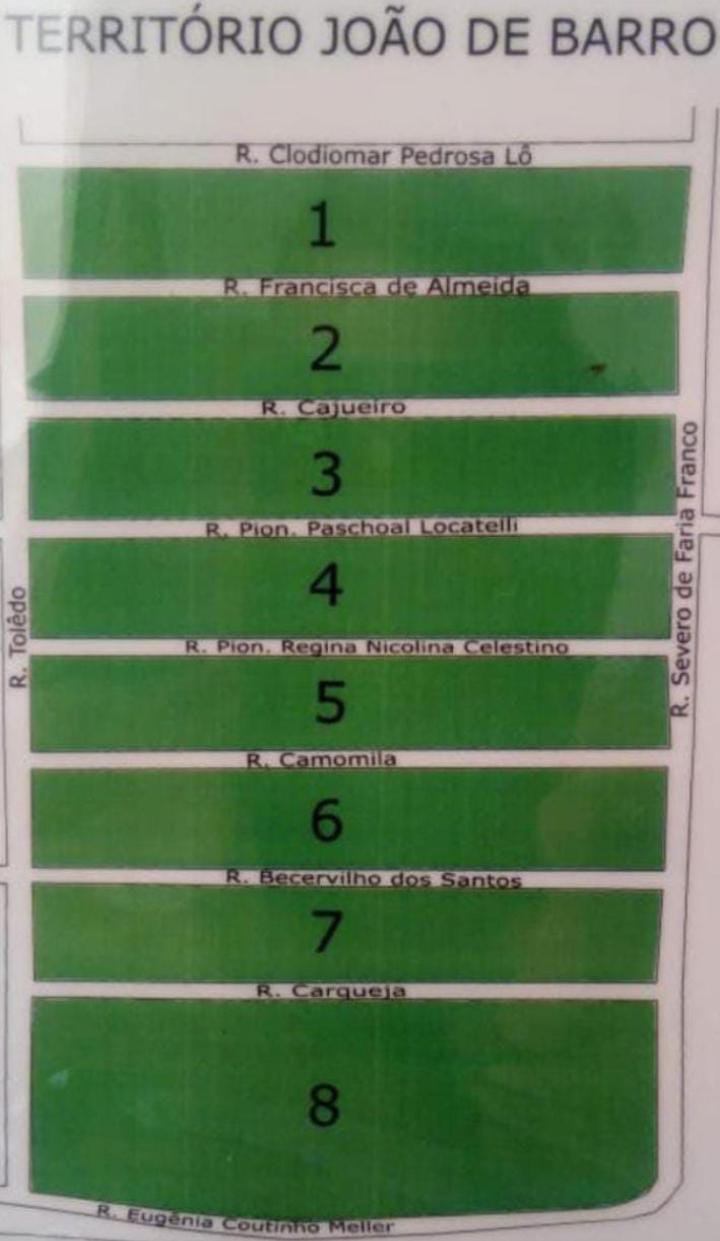 TERRITÓRIO JOÃO DE BARRO
R. Clodiomar Pedrosa Lô
1
R. Francisca de Almeida
2
R. Cajueiro
3
R. Pion. Paschoal Locatelli
4
R. Pion. Regina Nicolina Celestino
5
R. Camomila
6
R. Becervilho dos Santos
7
R. Carqueja
8
R. Eugênia Coutinho Meller
R. Tolêdo
R. Severo de Faria Franco